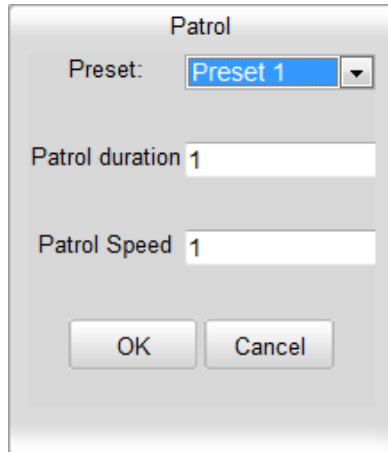 Patrol
Preset: Preset 1
Patrol duration 1
Patrol Speed 1
OK Cancel